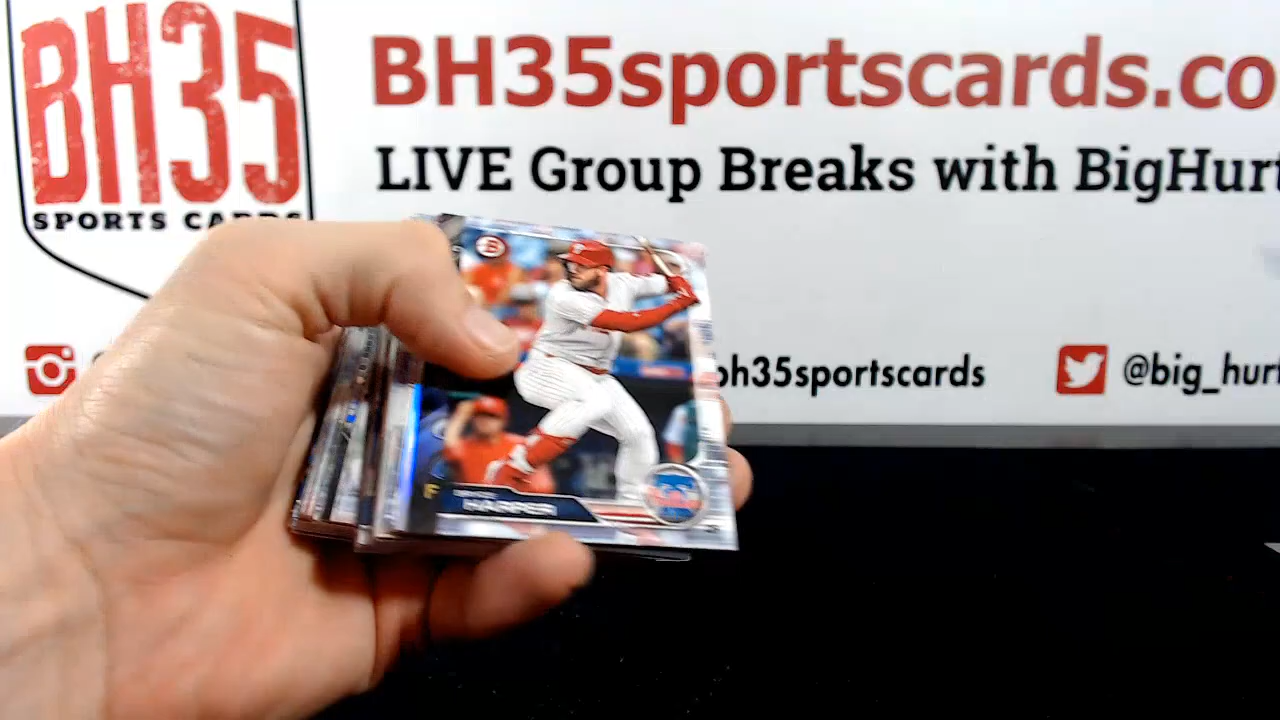 BH35
SPORTS CARDS
BH35sportscards.co
LIVE Group Breaks with BigHurt
bh35sportscards
@big_hurt
HARPER